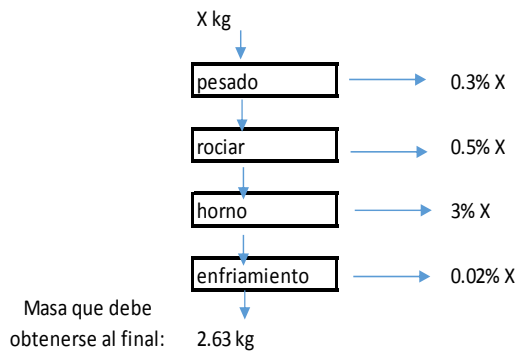 X kg
pesado
0.3% X
rociar
0.5% X
horno
3% X
enfriamiento
0.02% X
Masa que debe
obtenerse al final:
2.63 kg